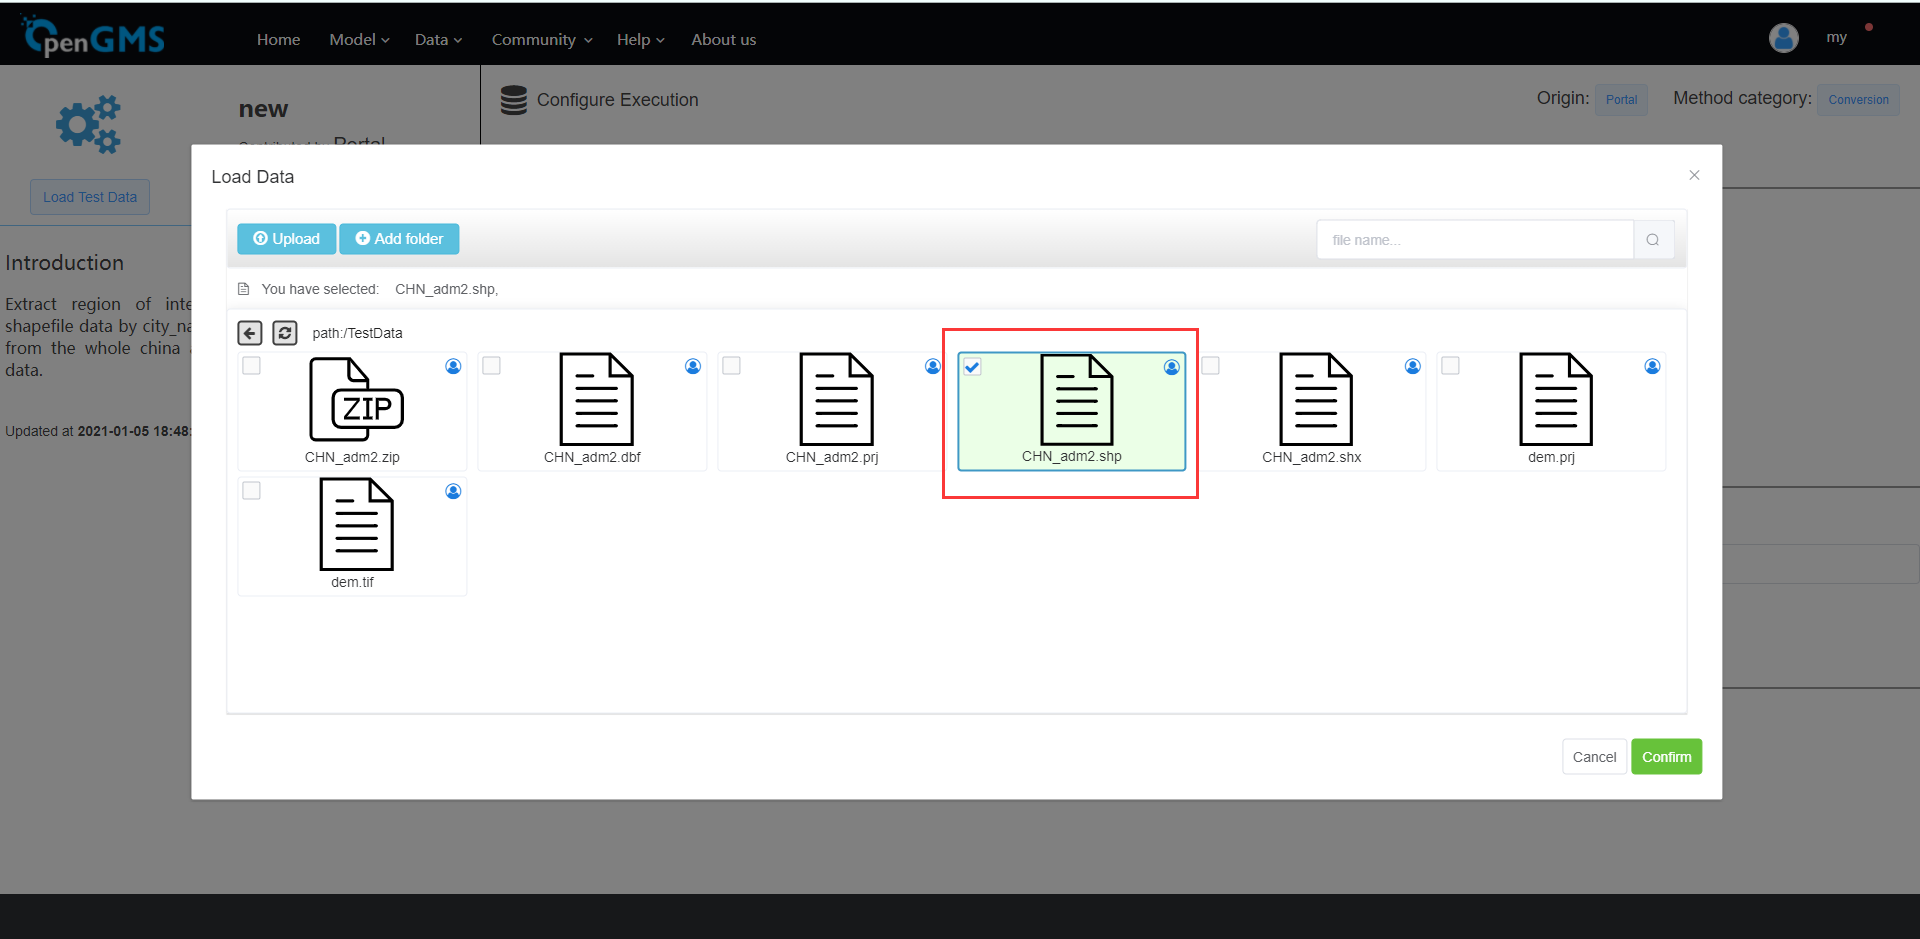 OpenGMS
Home Model Data Community Help About us
my
new
Configure Execution
Origin: Portal Method category: Conversion
Load Test Data
Introduction
Extract region of
shapefile data by
from the whole china
data.
Updated at 2021-01-05 18:48:
Load Data
Upload Add folder
file name...
You have selected: CHN_adm2.shp,
path:/TestData
ZIP
CHN_adm2.zip CHN_adm2.dbf CHN_adm2.prj CHN_adm2.shp CHN_adm2.shx dem.prj
dem.tif
Cancel Confirm